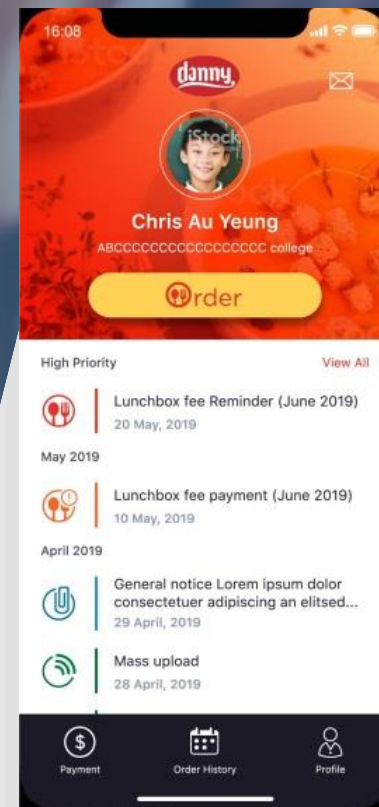 16:08
danny,
iStock
Chris Au Yeung
ABCCCCCCCCCCCCCCCCC college
Order
High Priority View All
Lunchbox fee Reminder (June 2019)
20 May, 2019
May 2019
Lunchbox fee payment (June 2019)
10 May, 2019
April 2019
General notice Lorem ipsum dolor
consectetuer adipiscing an elitsed...
29 April, 2019
Mass upload
28 April, 2019
Payment Order History Profile